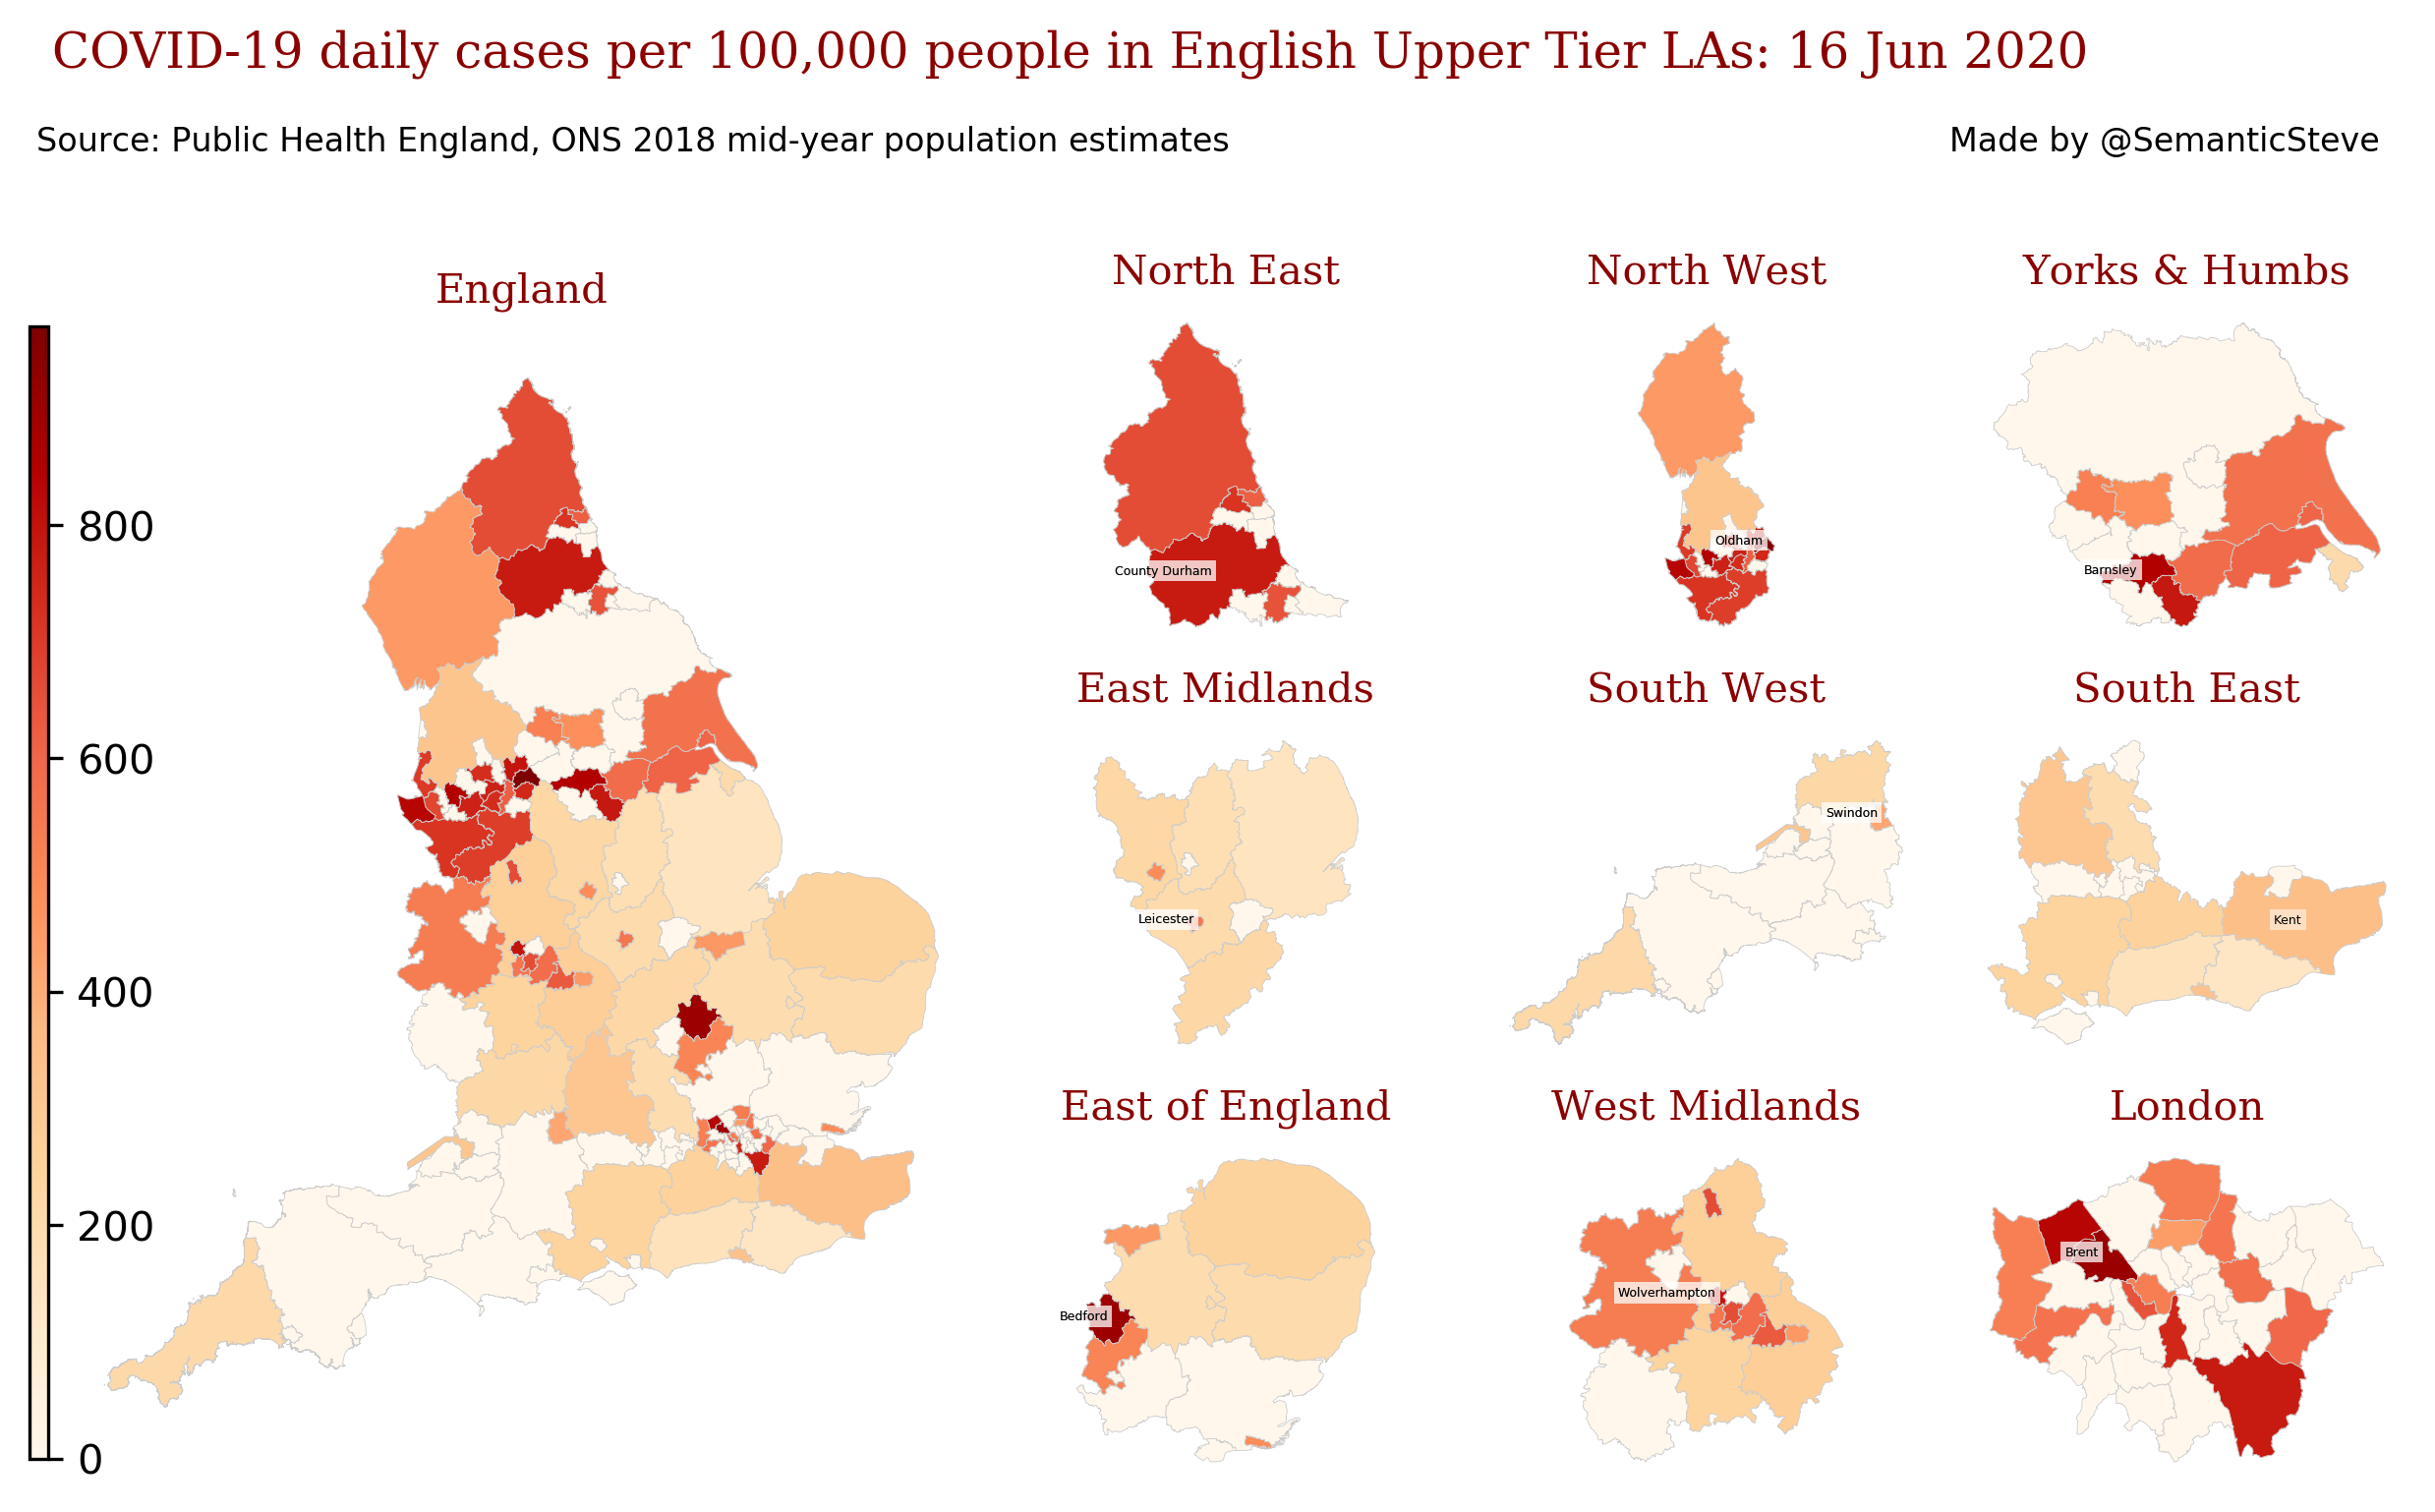 COVID-19 daily cases per 100,000 people in English Upper Tier LAs: 16 Jun 2020
Source: Public Health England, ONS 2018 mid-year population estimates
Made by @SemanticSteve
England
800
600
400
200
0
North East
County Durham
North West
Oldham
Yorks & Humbs
Barnsley
East Midlands
Leicester
South West
Swindon
South East
Kent
East of England
Bedford
West Midlands
Wolverhampton
London
Brent